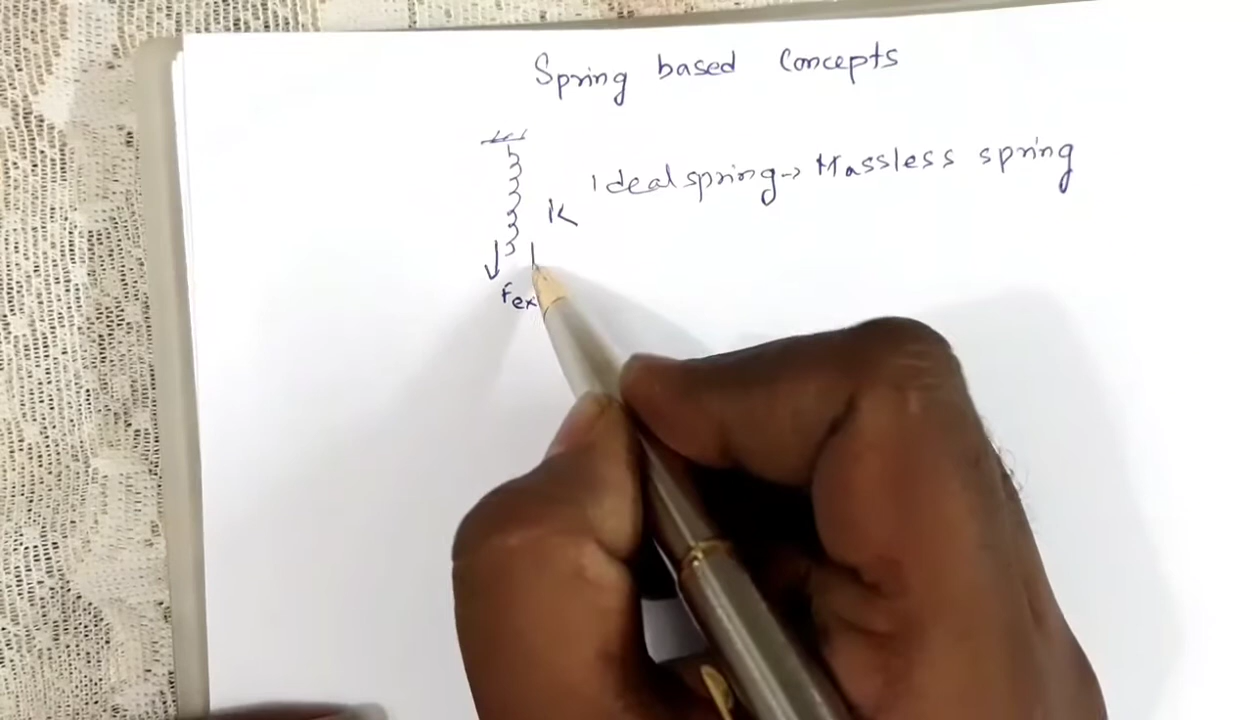 Spring based Concepts
Ideal spring → Massless spring
K
Fex